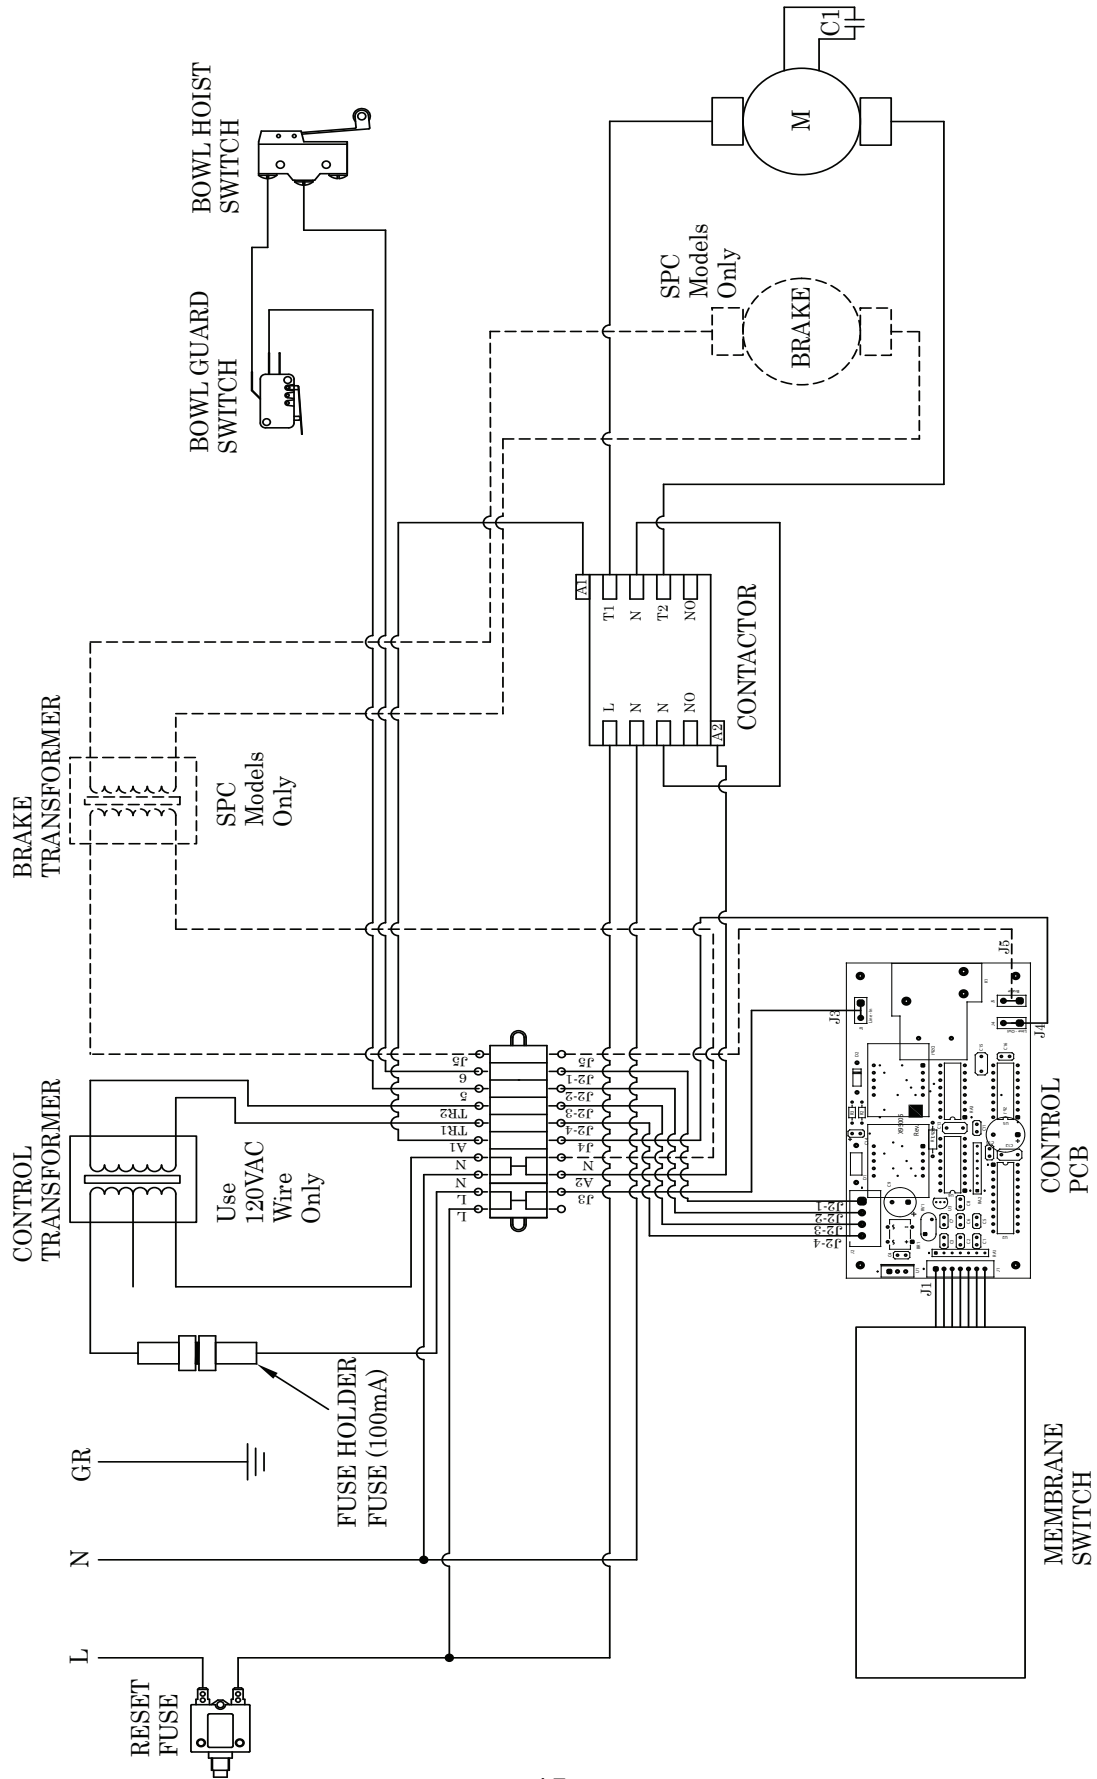 L
RESET
FUSE
N
GR
FUSE HOLDER
FUSE (100mA)
CONTROL
TRANSFORMER
Use
120VAC
Wire
Only
BRAKE
TRANSFORMER
SPC
Models
Only
BOWL GUARD
SWITCH
BOWL HOIST
SWITCH
L
L
N
N
A1
TR1
TR2
5
6
J5
J3
A2
N
J4
J2-4
J2-3
J2-2
J2-1
J5
A2
L
N
N
NO
A1
T1
N
T2
NO
CONTACTOR
SPC
Models
Only
BRAKE
M
C1
MEMBRANE
SWITCH
J1
J2-4
J2-3
J2-2
J2-1
J3
J4
J5
CONTROL
PCB